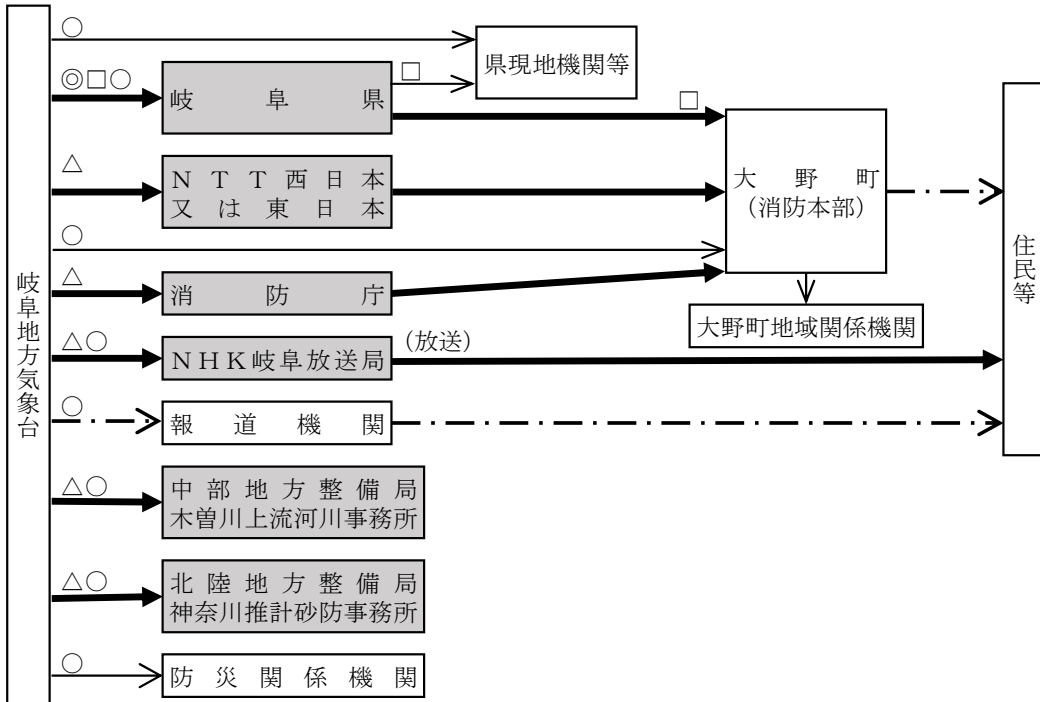 ○
県現地機関等
◎□○
岐阜県
□
□
△
NTT西日本
又は東日本
大野町
(消防本部)
○
△
消防庁
大野町地域関係機関
△○
NHK岐阜放送局
(放送)
○
報道機関
△○
中部地方整備局
木曽川上流河川事務所
△○
北陸地方整備局
神奈川推計砂防事務所
○
防災関係機関
岐阜地方気象台
住民等